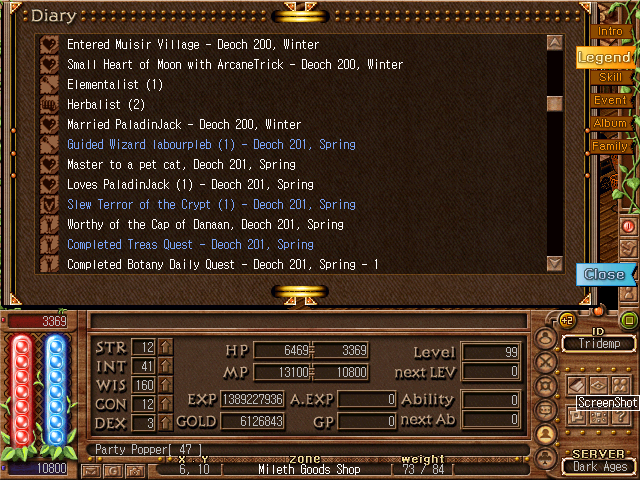 Diary
Intro
Legend
Skill
Event
Album
Family
Entered Muisir Village - Deoch 200, Winter
Small Heart of Moon with ArcaneTrick - Deoch 200, Winter
Elementalist (1)
Herbalist (2)
Married PaladinJack - Deoch 200, Winter
Guided Wizard labourpleb (1) - Deoch 201, Spring
Master to a pet cat, Deoch 201, Spring
Loves PaladinJack (1) - Deoch 201, Spring
Slew Terror of the Crypt (1) - Deoch 201, Spring
Worthy of the Cap of Danaan, Deoch 201, Spring
Completed Treas Quest - Deoch 201, Spring
Completed Botany Daily Quest - Deoch 201, Spring - 1
Close
3369
+2
ID
Tridemp
STR 12
INT 41
WIS 160
CON 12
DEX 3
HP 6469 3369
MP 13100 10800
EXP 1389227936
A.EXP 0
GOLD 6126843
GP 0
Level 99
next LEV 0
Ability 0
next Ab 0
ScreenShot
Party Popper[ 47 ]
X Y zone weight
6, 10 Mileth Goods Shop [ 73 / 84 ]
10800
SERVER
Dark Ages